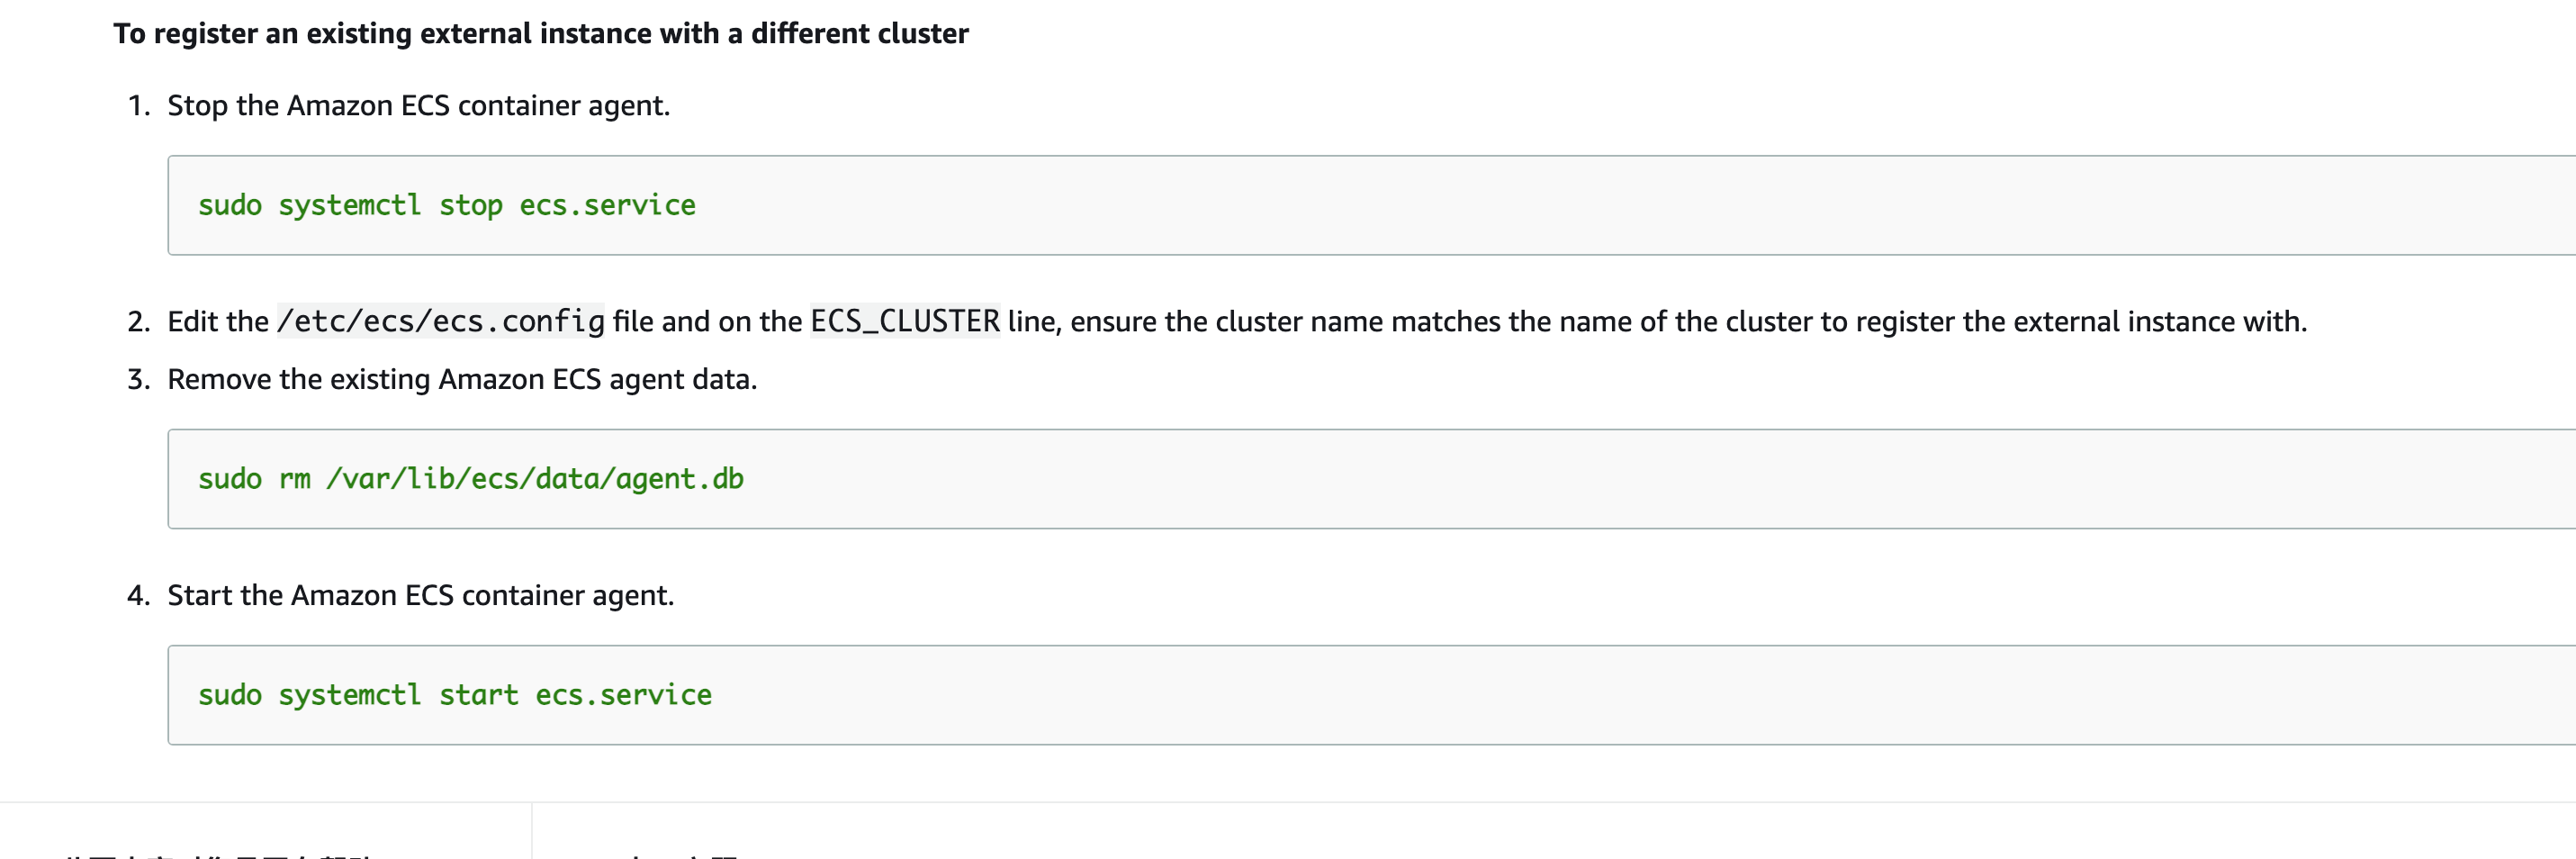 To register an existing external instance with a different cluster
1. Stop the Amazon ECS container agent.
sudo systemctl stop ecs.service
2. Edit the /etc/ecs/ecs.config file and on the ECS_CLUSTER line, ensure the cluster name matches the name of the cluster to register the external instance with.
3. Remove the existing Amazon ECS agent data.
sudo rm /var/lib/ecs/data/agent.db
4. Start the Amazon ECS container agent.
sudo systemctl start ecs.service